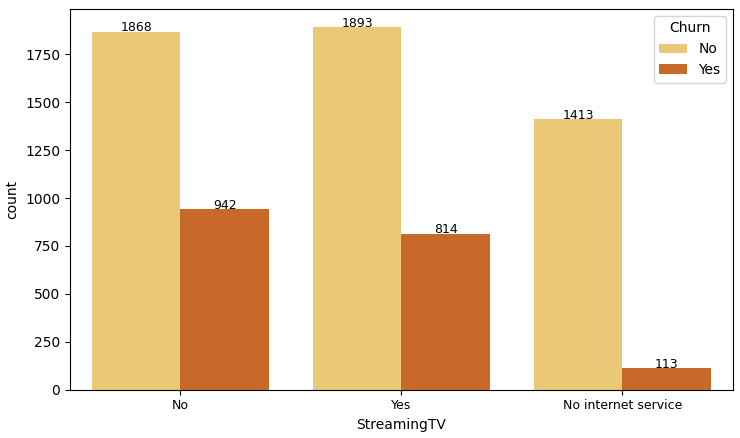 1868
1893
Churn
No
Yes
1750
1500
1413
1250
1000
942
814
750
500
250
113
0
count
No
Yes
No internet service
StreamingTV